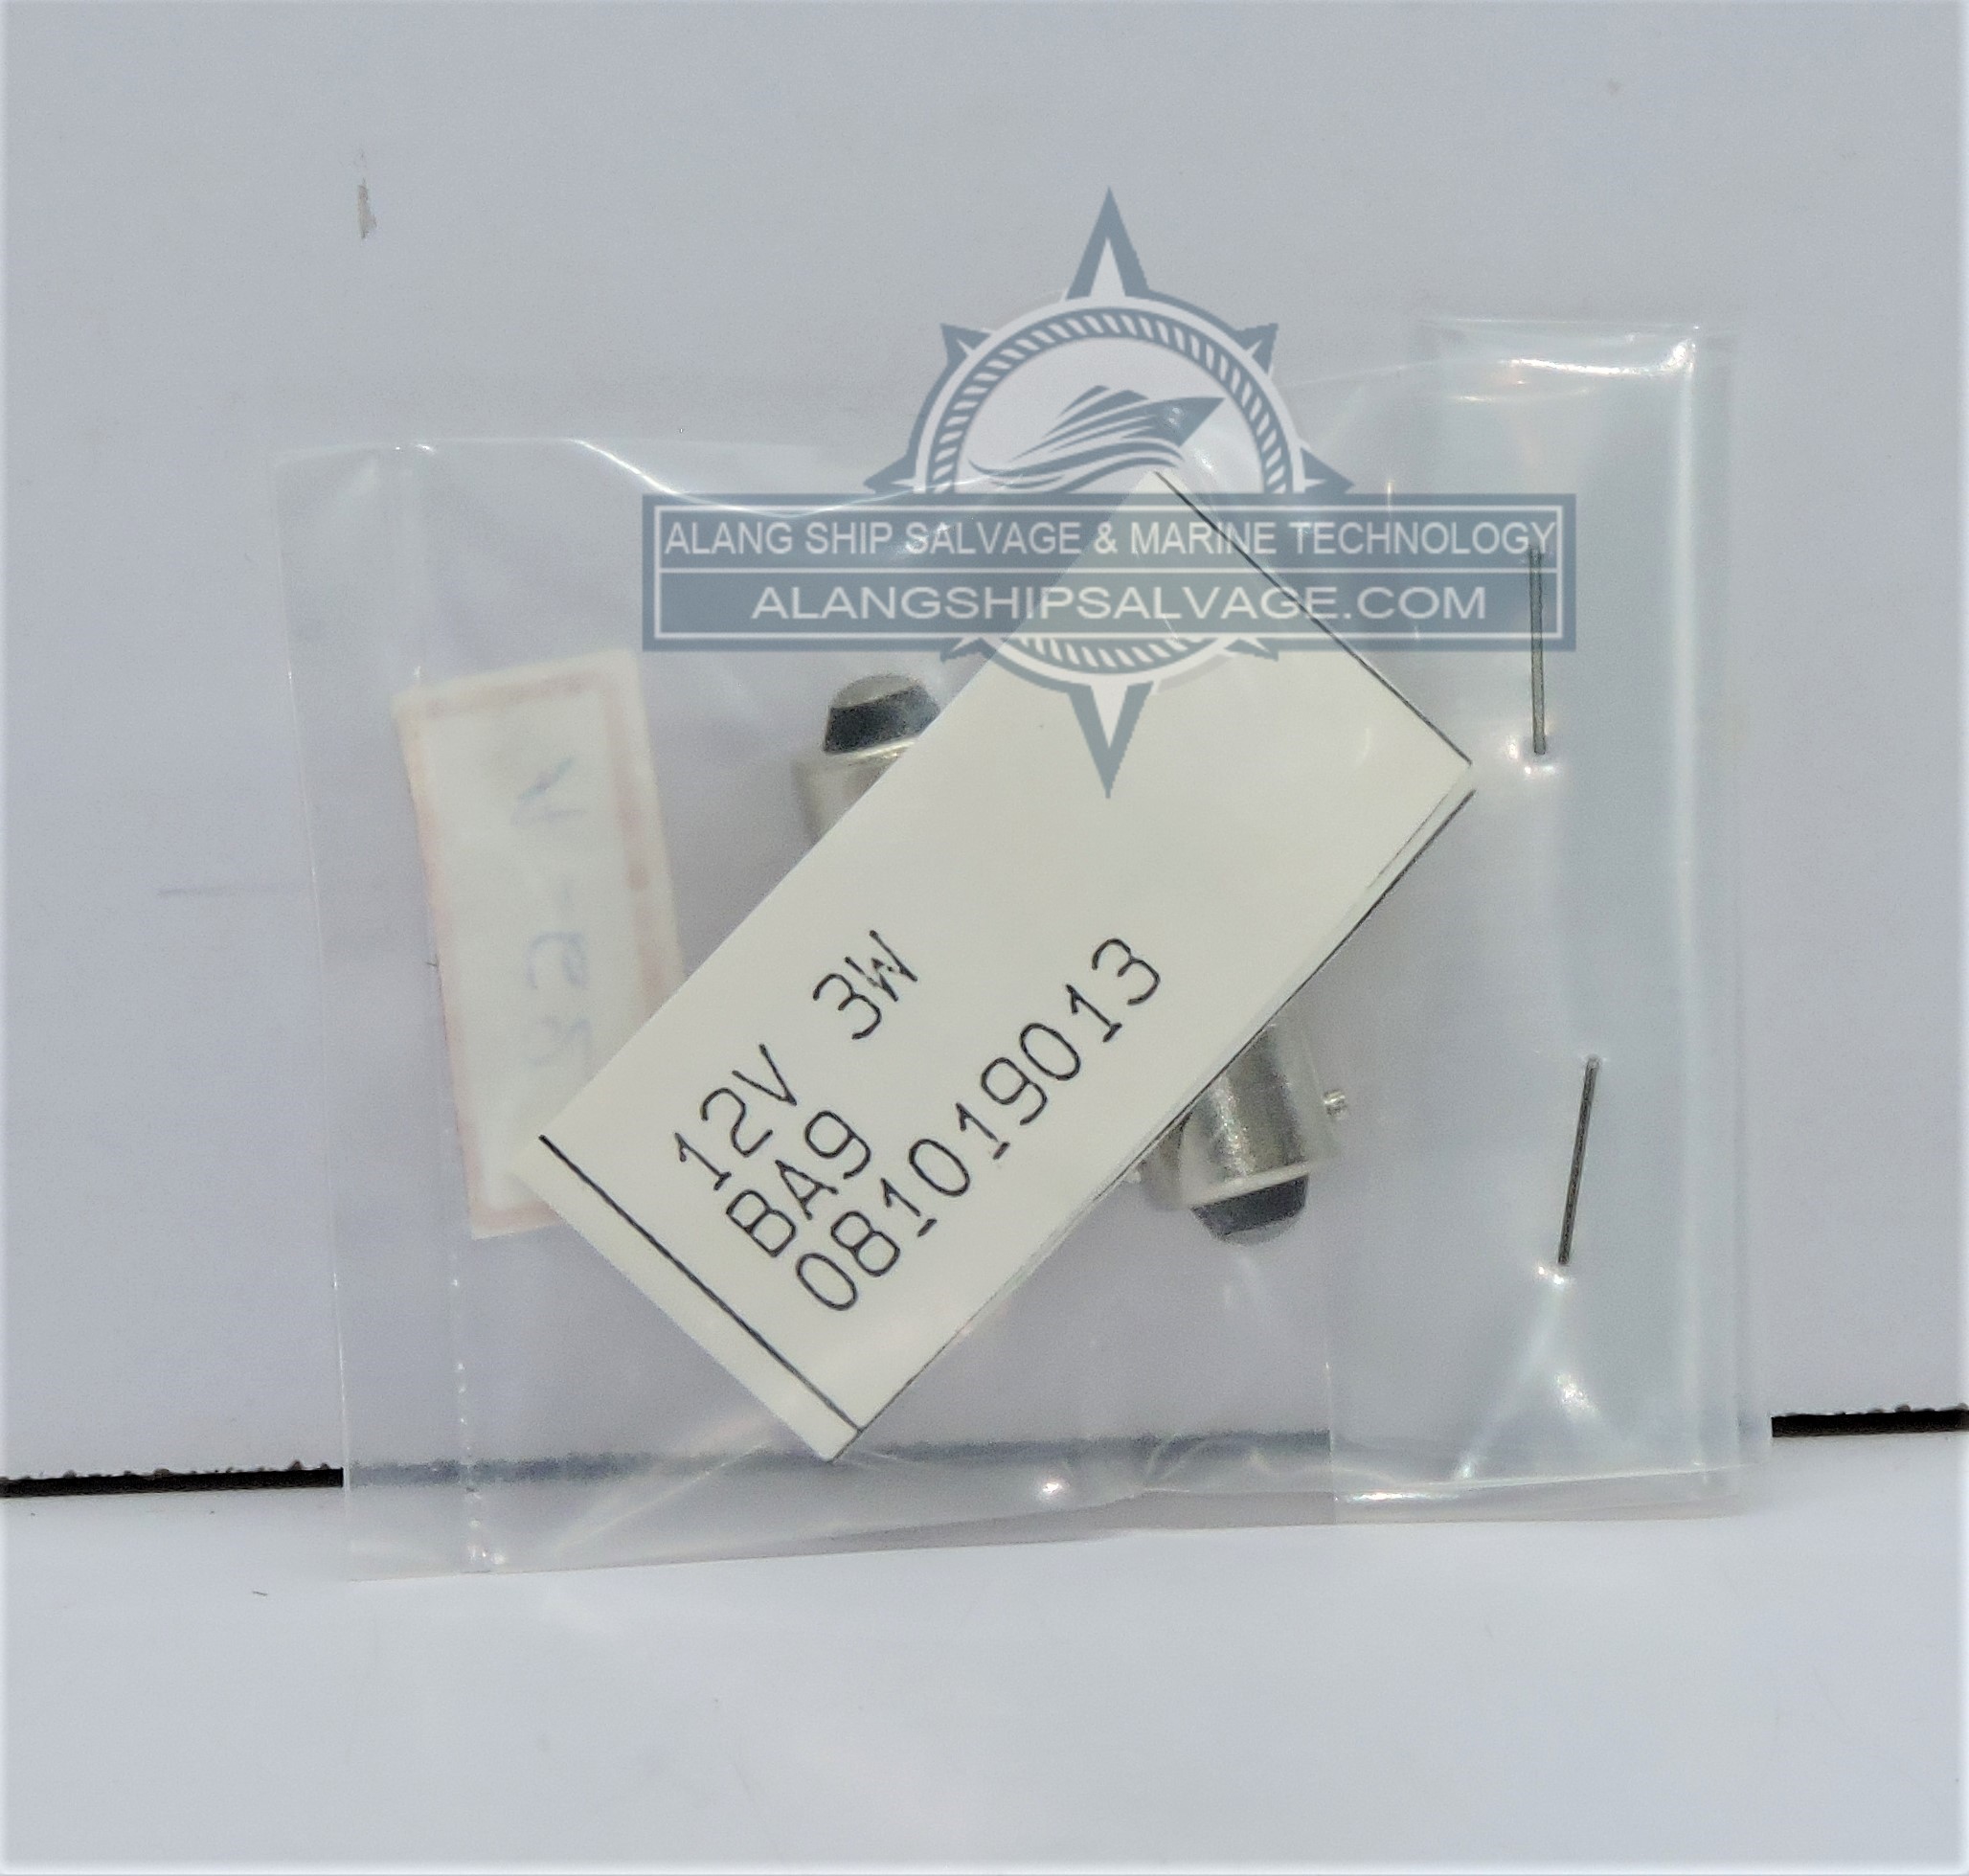 ALANG SHIP SALVAGE & MARINE TECHNOLOGY
ALANGSHIPSALVAGE.COM
12V 3W
BA9
081019013